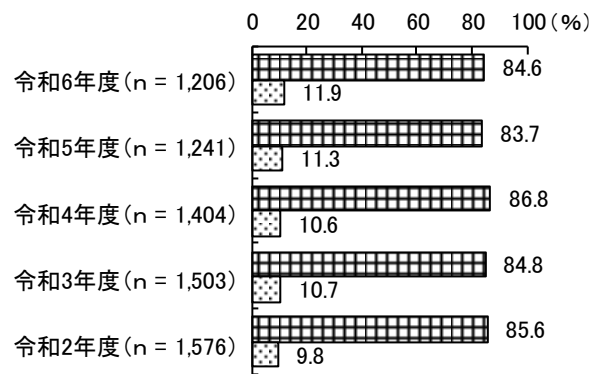 0 20 40 60 80 100(%)
令和6年度(n = 1,206) 84.6
11.9
令和5年度(n = 1,241) 83.7
11.3
令和4年度(n = 1,404) 86.8
10.6
令和3年度(n = 1,503) 84.8
10.7
令和2年度(n = 1,576) 85.6
9.8